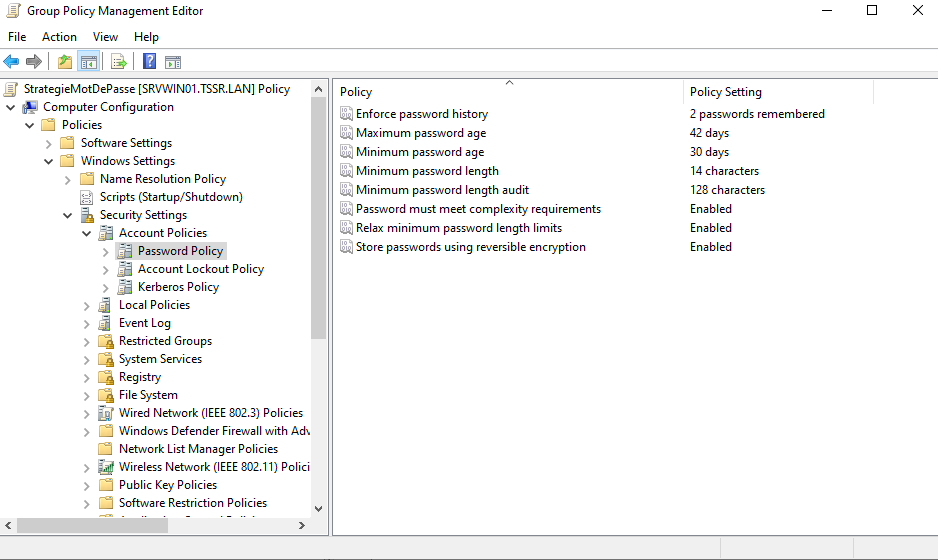 Group Policy Management Editor
File Action View Help
StrategieMotDePasse [SRVWIN01.TSSR.LAN] Policy
Computer Configuration
Policies
Software Settings
Windows Settings
Name Resolution Policy
Scripts (Startup/Shutdown)
Security Settings
Account Policies
Password Policy
Account Lockout Policy
Kerberos Policy
Local Policies
Event Log
Restricted Groups
System Services
Registry
File System
Wired Network (IEEE 802.3) Policies
Windows Defender Firewall with Adv
Network List Manager Policies
Wireless Network (IEEE 802.11) Polici
Public Key Policies
Software Restriction Policies
Policy Policy Setting
Enforce password history 2 passwords remembered
Maximum password age 42 days
Minimum password age 30 days
Minimum password length 14 characters
Minimum password length audit 128 characters
Password must meet complexity requirements Enabled
Relax minimum password length limits Enabled
Store passwords using reversible encryption Enabled